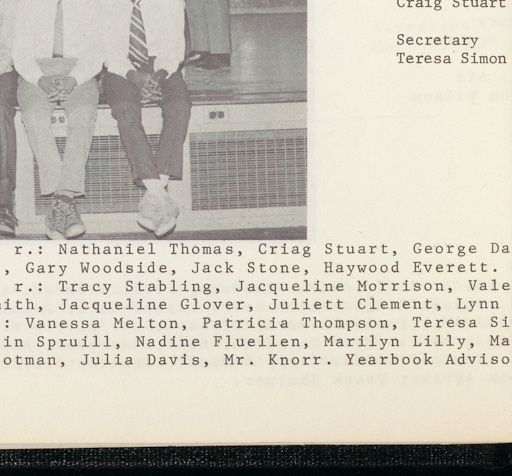 Craig Stuart
Secretary
Teresa Simon
r.: Nathaniel Thomas, Criag Stuart, George Da
, Gary Woodside, Jack Stone, Haywood Everett.
r.: Tracy Stabling, Jacqueline Morrison, Vale
ith, Jacqueline Glover, Juliett Clement, Lynn
: Vanessa Melton, Patricia Thompson, Teresa Si
in Spruill, Nadine Fluellen, Marilyn Lilly, Ma
otman, Julia Davis, Mr. Knorr. Yearbook Adviso